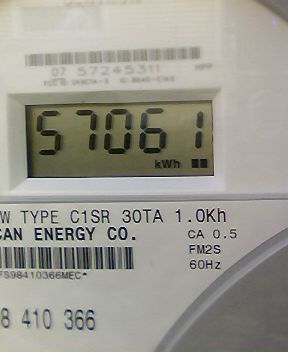 07 57245311
57061
kWh
W TYPE C1SR 30TA 1.0Kh
CAN ENERGY CO.
CA 0.5
FM2S
60Hz
FS98410366MEC*
8 410 366